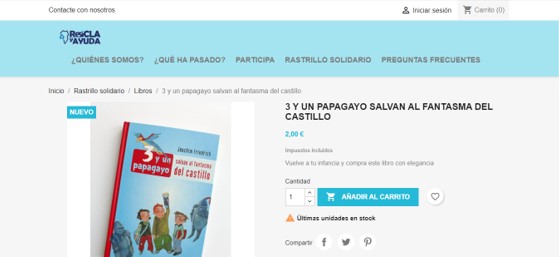 Contacte con nosotros
Iniciar sesión
Carrito (0)
ResiCLA
y AYUDA
¿QUIÉNES SOMOS?
¿QUÉ HA PASADO?
PARTICIPA
RASTRILLO SOLIDARIO
PREGUNTAS FRECUENTES
Inicio / Rastrillo solidario / Libros / 3 y un papagayo salvan al fantasma del castillo
NUEVO
Joachim Friedrich
3 y un
papagayo
salvan al fantasma
del castillo
3 Y UN PAPAGAYO SALVAN AL FANTASMA DEL
CASTILLO
2,00 €
Impuestos incluidos
Vuelve a tu infancia y compra este libro con elegancia
Cantidad
1
AÑADIR AL CARRITO
Últimas unidades en stock
Compartir